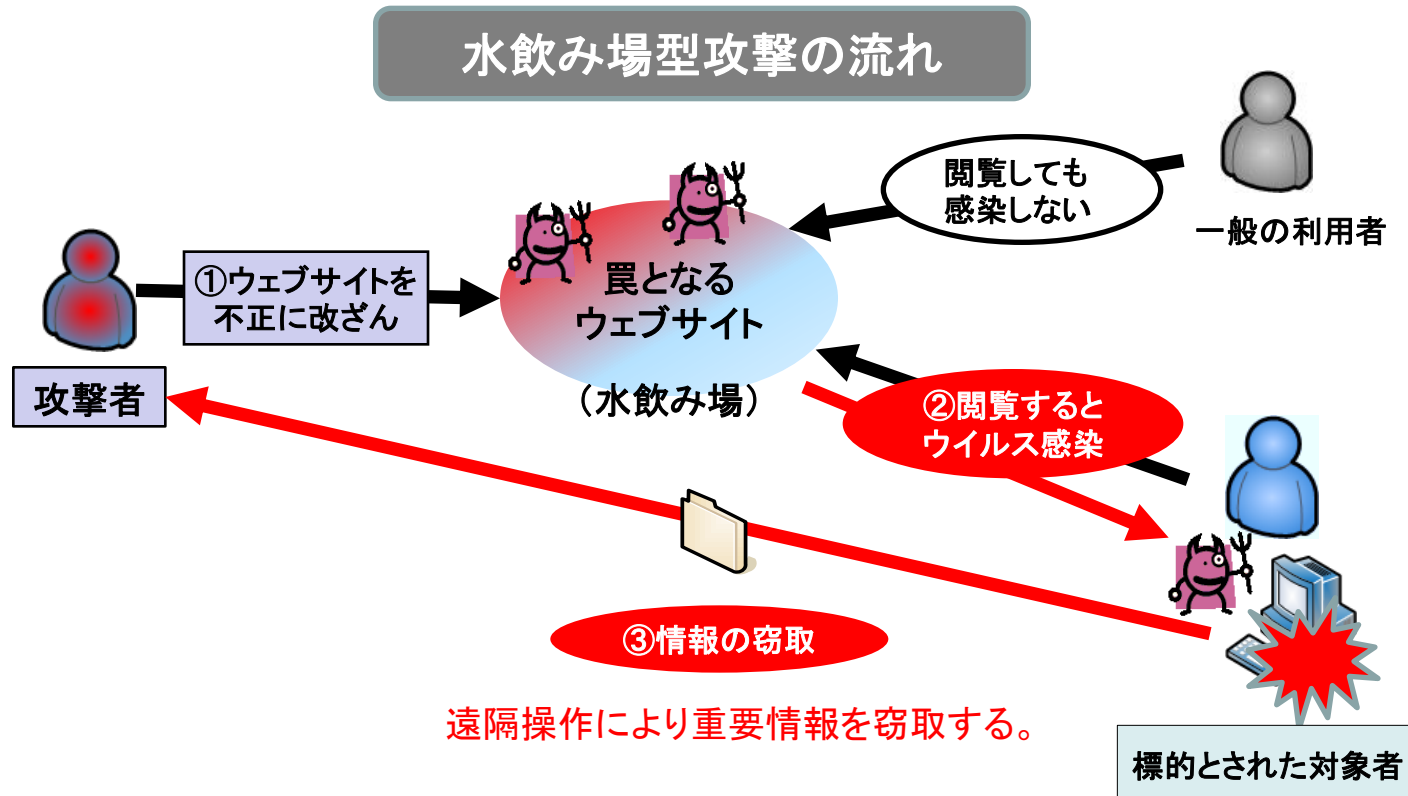 水飲み場型攻撃の流れ
閲覧しても
感染しない
一般の利用者
①ウェブサイトを
不正に改ざん
罠となる
ウェブサイト
（水飲み場）
攻撃者
②閲覧すると
ウイルス感染
③情報の窃取
遠隔操作により重要情報を窃取する。
標的とされた対象者